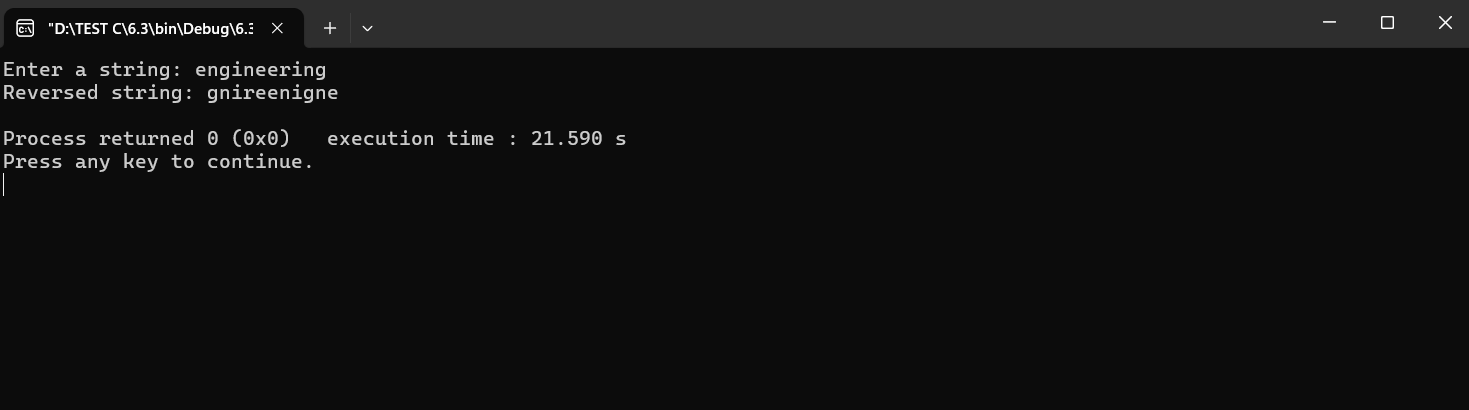 "D:\TEST C\6.3\bin\Debug\6.3
Enter a string: engineering
Reversed string: gnireenigne
Process returned 0 (0x0)   execution time : 21.590 s
Press any key to continue.